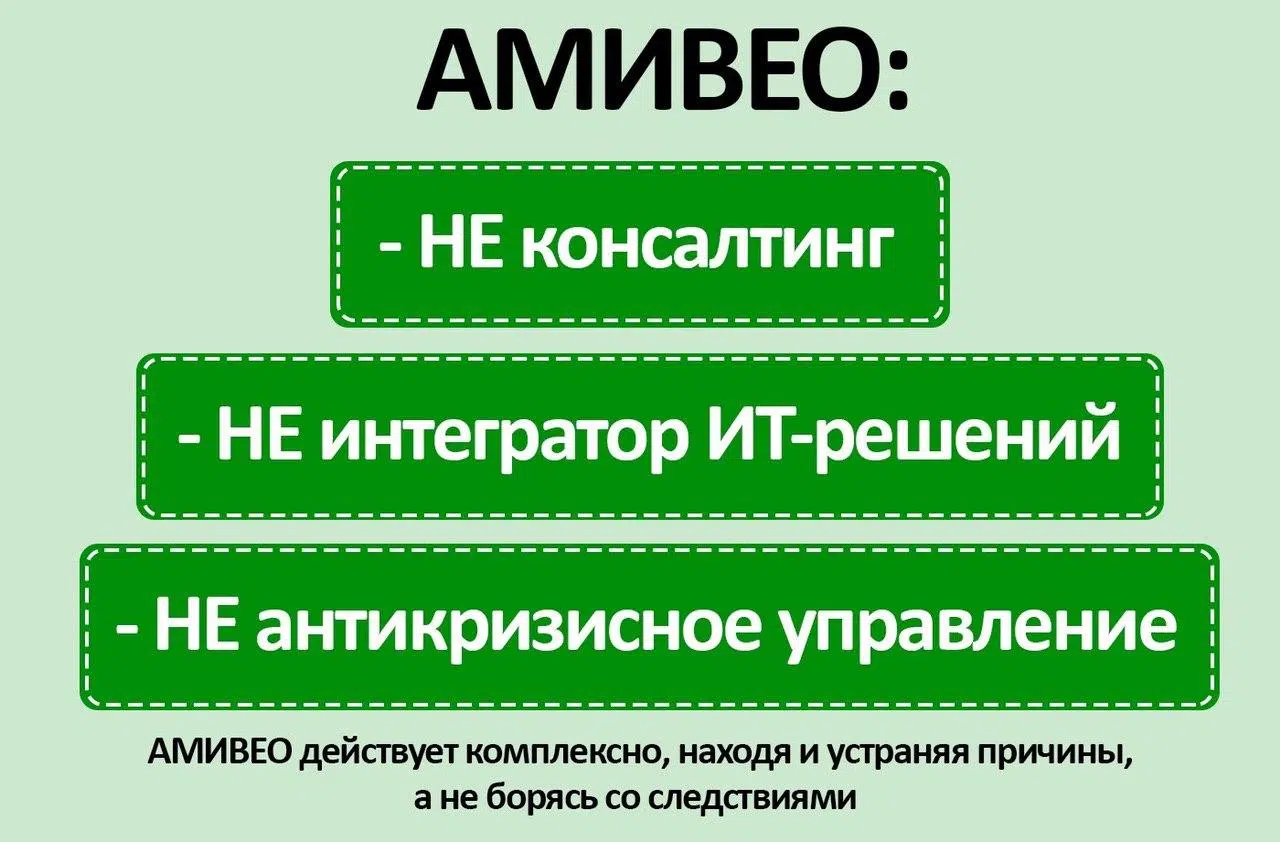 АМИВЕО:
- НЕ консалтинг
- НЕ интегратор ИТ-решений
- НЕ антикризисное управление
АМИВЕО действует комплексно, находя и устраняя причины,
а не борясь со следствиями